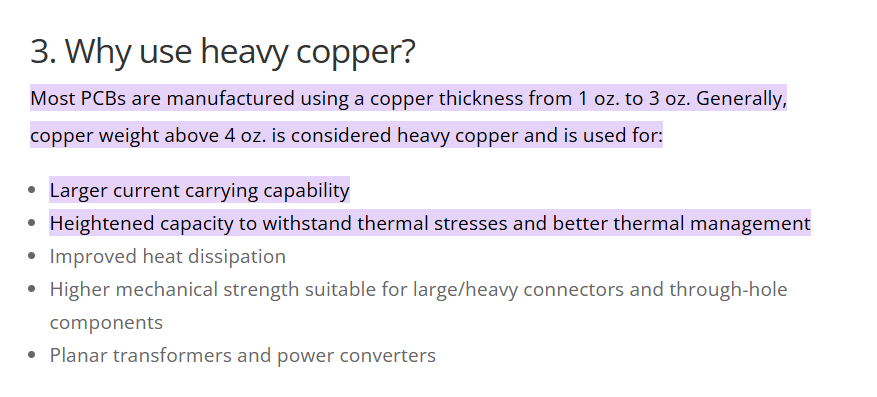 3. Why use heavy copper?
Most PCBs are manufactured using a copper thickness from 1 oz. to 3 oz. Generally,
copper weight above 4 oz. is considered heavy copper and is used for:
• Larger current carrying capability
• Heightened capacity to withstand thermal stresses and better thermal management
• Improved heat dissipation
• Higher mechanical strength suitable for large/heavy connectors and through-hole
components
• Planar transformers and power converters